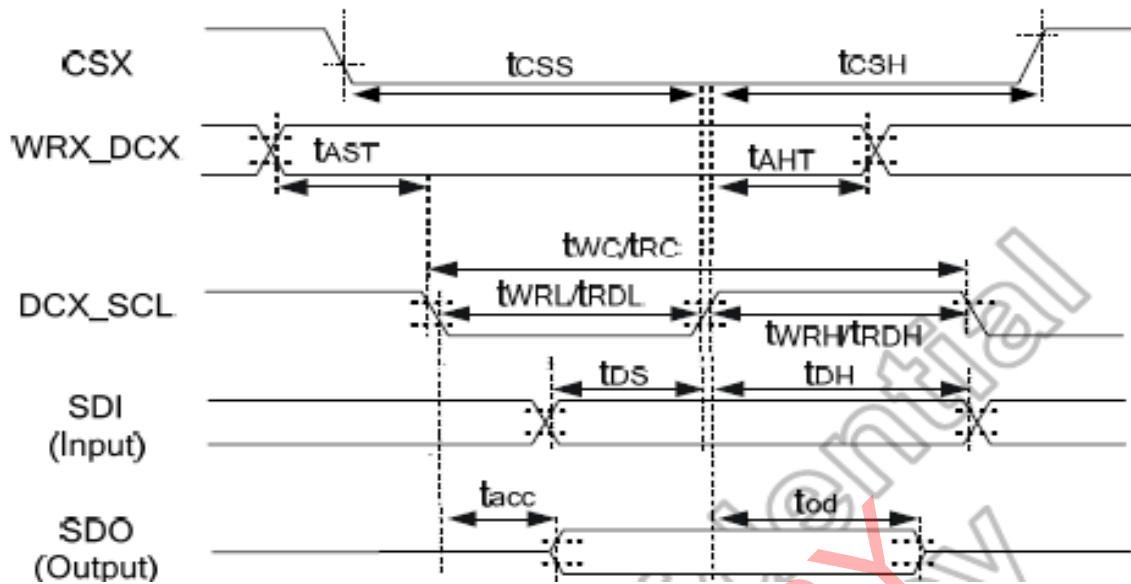 CSX
tCSS
tCSH
WRX_DCX
tAST
tAHT
tWC/tRC
DCX_SCL
tWRL/tRDL
tWRH/tRDH
SDI
(Input)
tDS
tDH
SDO
(Output)
tacc
tod